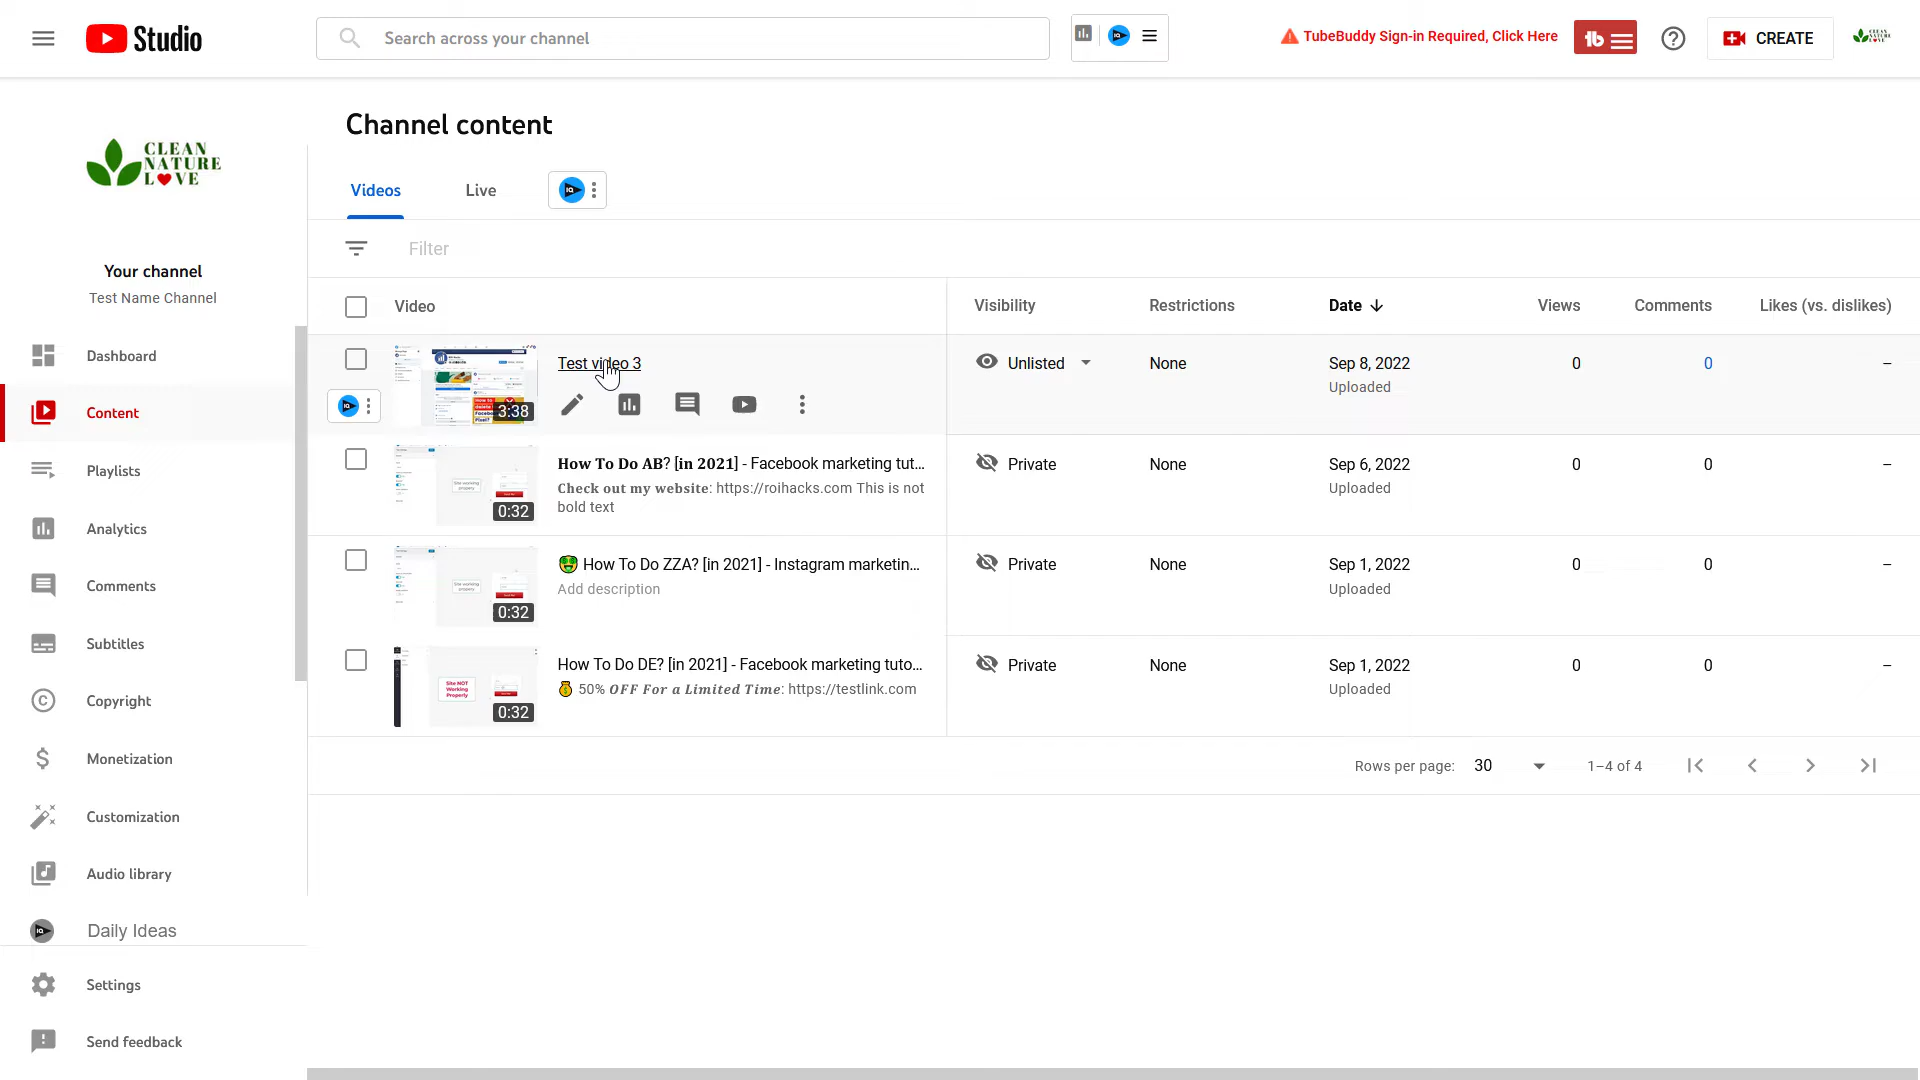 Studio
Search across your channel
TubeBuddy Sign-in Required, Click Here
CREATE
CLEAN
NATURE
LOVE
Your channel
Test Name Channel
Dashboard
Content
Playlists
Analytics
Comments
Subtitles
Copyright
Monetization
Customization
Audio library
Daily Ideas
Settings
Send feedback
Channel content
Videos
Live
Filter
Video
Visibility
Restrictions
Date
Views
Comments
Likes (vs. dislikes)
3:38
Test video 3
Unlisted
None
Sep 8, 2022
Uploaded
0
0
–
0:32
How To Do AB? [in 2021] - Facebook marketing tut...
Check out my website: https://roihacks.com This is not
bold text
Private
None
Sep 6, 2022
Uploaded
0
0
–
0:32
🤑 How To Do ZZA? [in 2021] - Instagram marketin...
Add description
Private
None
Sep 1, 2022
Uploaded
0
0
–
Site NOT
Working
Properly
0:32
How To Do DE? [in 2021] - Facebook marketing tuto...
💰 50% OFF For a Limited Time: https://testlink.com
Private
None
Sep 1, 2022
Uploaded
0
0
–
Rows per page:
30
1–4 of 4